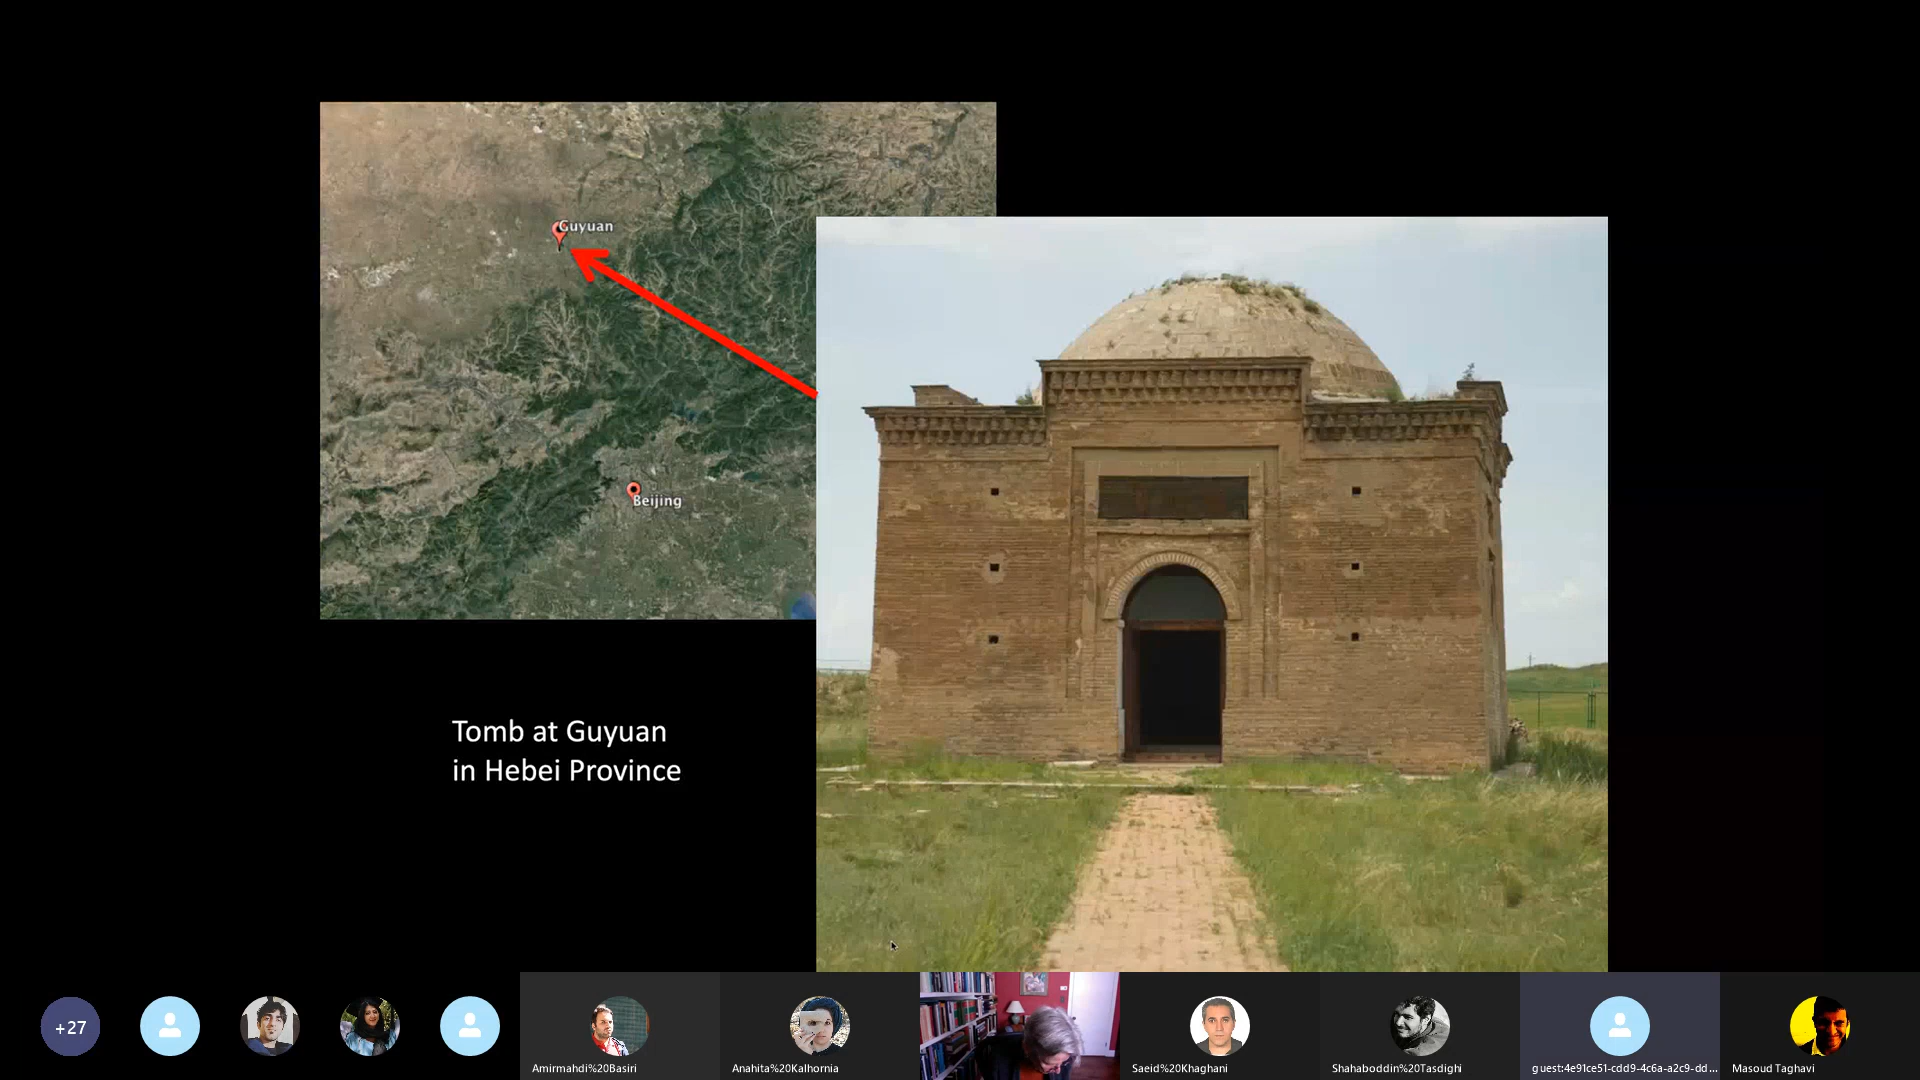 Guyuan
Beijing
Tomb at Guyuan
in Hebei Province
+27
Amirmahdi%20Basiri
Anahita%20Kalhornia
Saeid%20Khaghani
Shahaboddin%20Tasdighi
guest:4e91ce51-cdd9-4c6a-a2c9-dd...
Masoud Taghavi